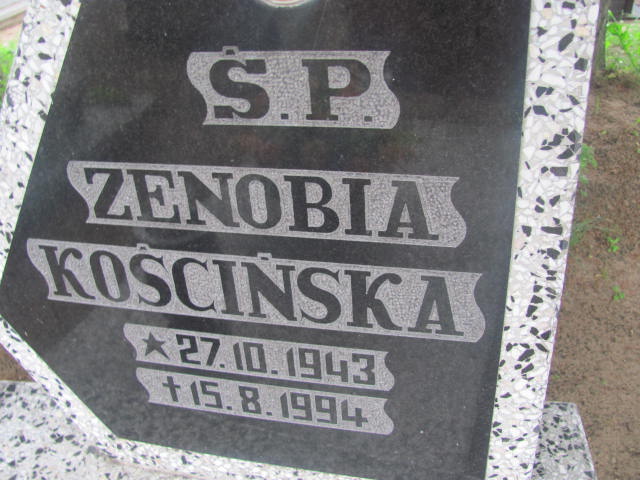 Ś.P.
ZENOBIA
KOŚCIŃSKA
★27.10.1943
†15.8.1994